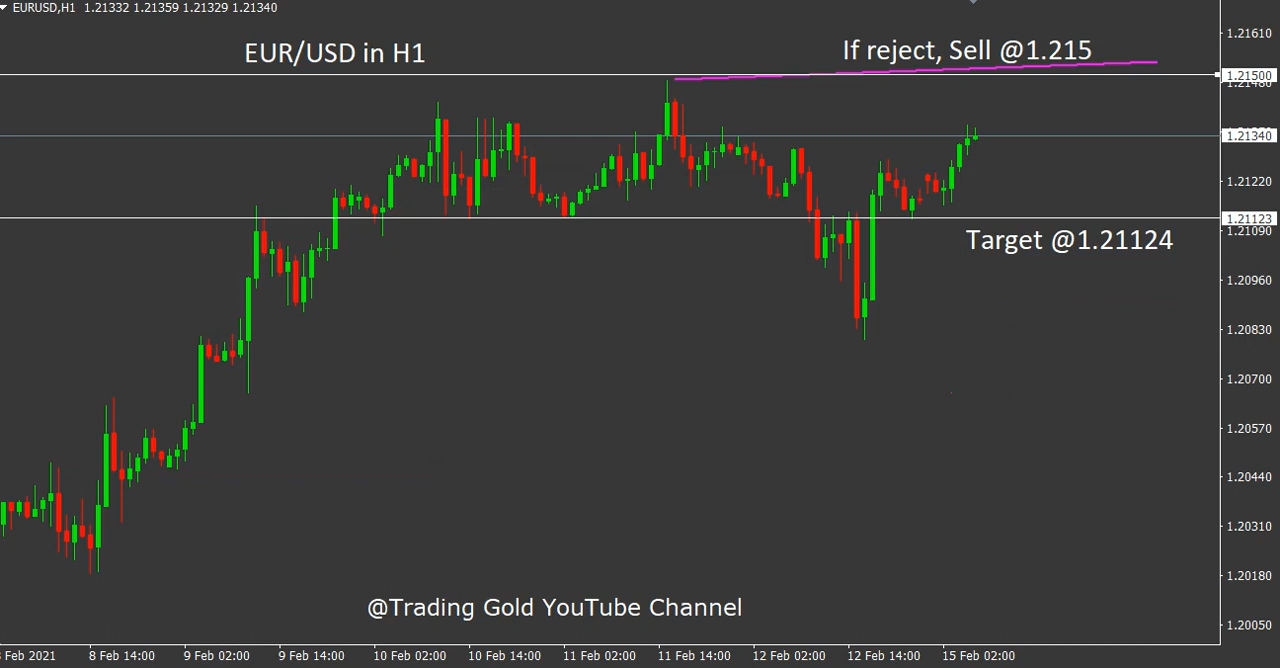 EURUSD,H1 1.21332 1.21359 1.21329 1.21340
EUR/USD in H1
If reject, Sell @1.215
1.21610
1.21500
1.21480
1.21340
1.21220
1.21123
1.21090
Target @1.21124
1.20960
1.20830
1.20700
1.20570
1.20440
1.20310
1.20180
@Trading Gold YouTube Channel
1.20050
Feb 2021 8 Feb 14:00 9 Feb 02:00 9 Feb 14:00 10 Feb 02:00 10 Feb 14:00 11 Feb 02:00 11 Feb 14:00 12 Feb 02:00 12 Feb 14:00 15 Feb 02:00